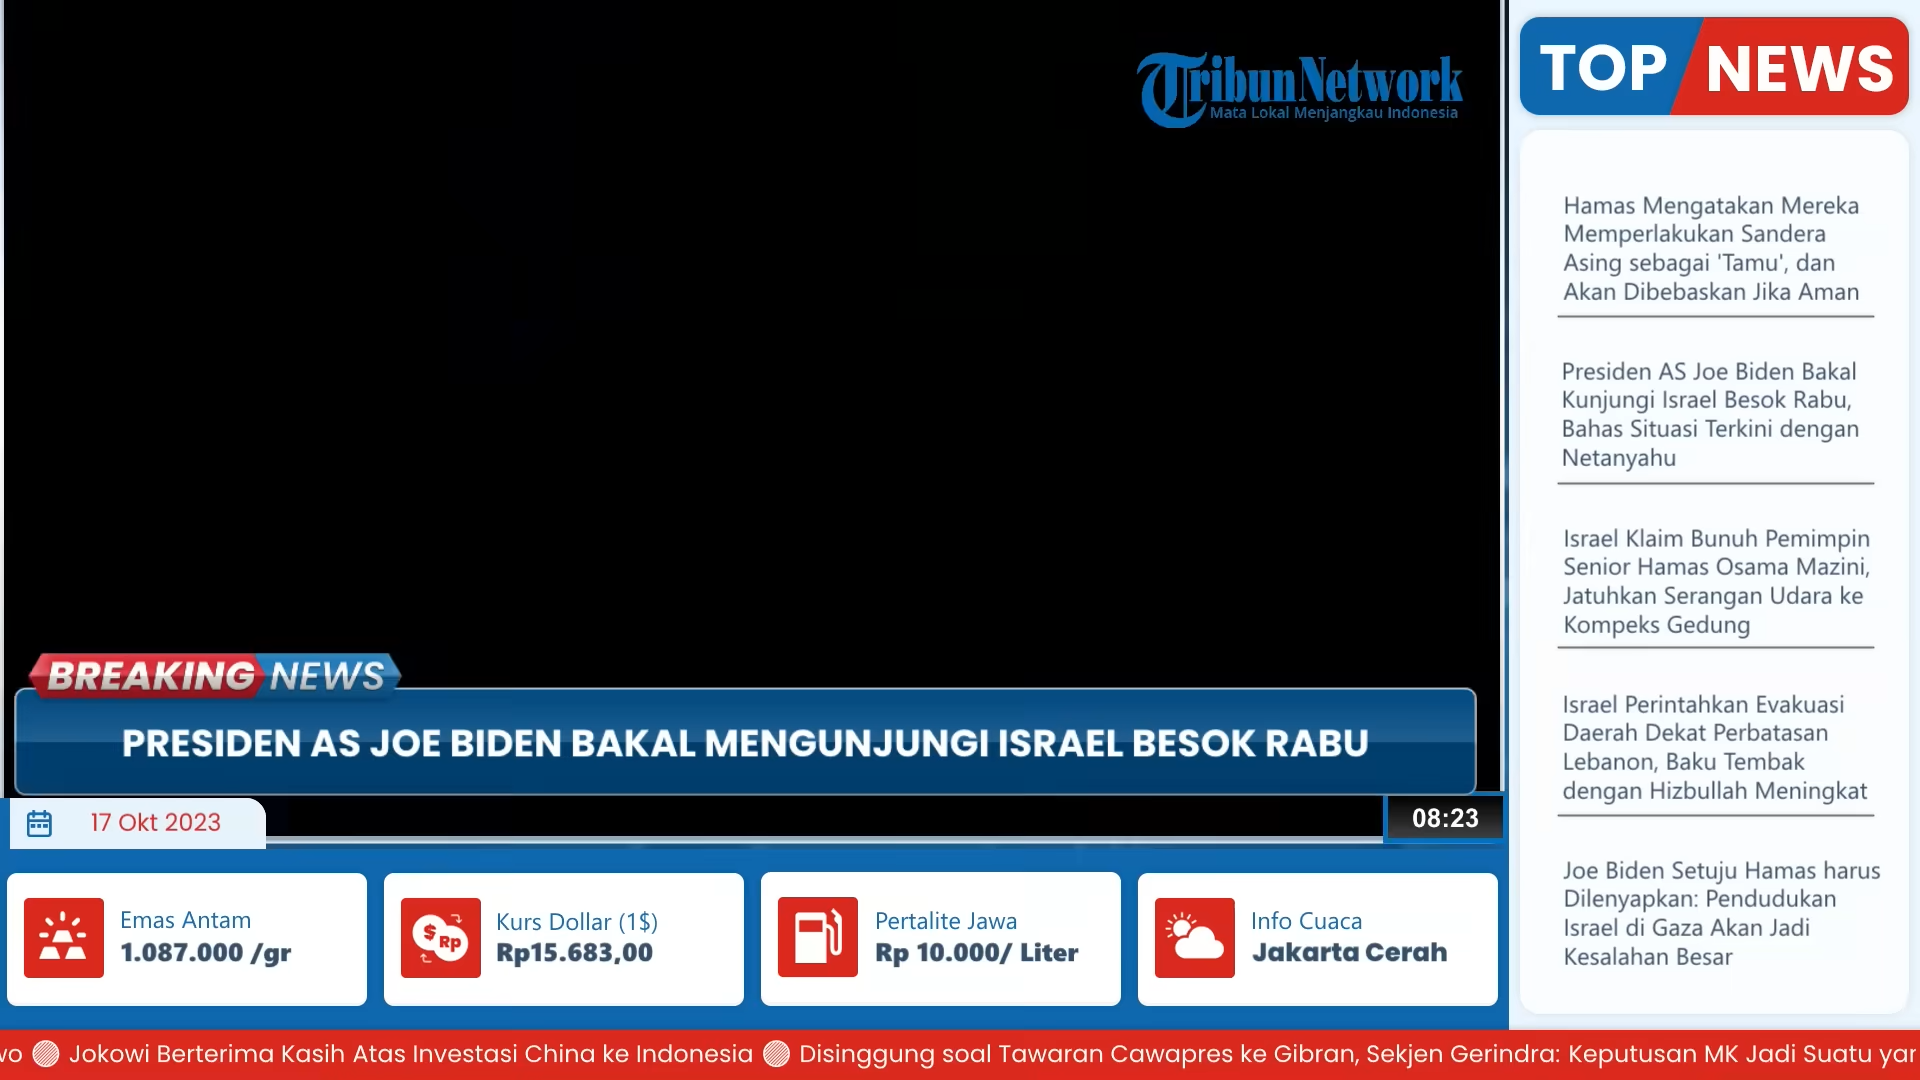 TribunNetwork
Mata Lokal Menjangkau Indonesia
BREAKING NEWS
PRESIDEN AS JOE BIDEN BAKAL MENGUNJUNGI ISRAEL BESOK RABU
17 Okt 2023
08:23
Emas Antam
1.087.000 /gr
Kurs Dollar (1$)
Rp15.683,00
Pertalite Jawa
Rp 10.000/ Liter
Info Cuaca
Jakarta Cerah
TOP NEWS
Hamas Mengatakan Mereka
Memperlakukan Sandera
Asing sebagai 'Tamu', dan
Akan Dibebaskan Jika Aman
Presiden AS Joe Biden Bakal
Kunjungi Israel Besok Rabu,
Bahas Situasi Terkini dengan
Netanyahu
Israel Klaim Bunuh Pemimpin
Senior Hamas Osama Mazini,
Jatuhkan Serangan Udara ke
Kompeks Gedung
Israel Perintahkan Evakuasi
Daerah Dekat Perbatasan
Lebanon, Baku Tembak
dengan Hizbullah Meningkat
Joe Biden Setuju Hamas harus
Dilenyapkan: Pendudukan
Israel di Gaza Akan Jadi
Kesalahan Besar
Jokowi Berterima Kasih Atas Investasi China ke Indonesia Disinggung soal Tawaran Cawapres ke Gibran, Sekjen Gerindra: Keputusan MK Jadi Suatu